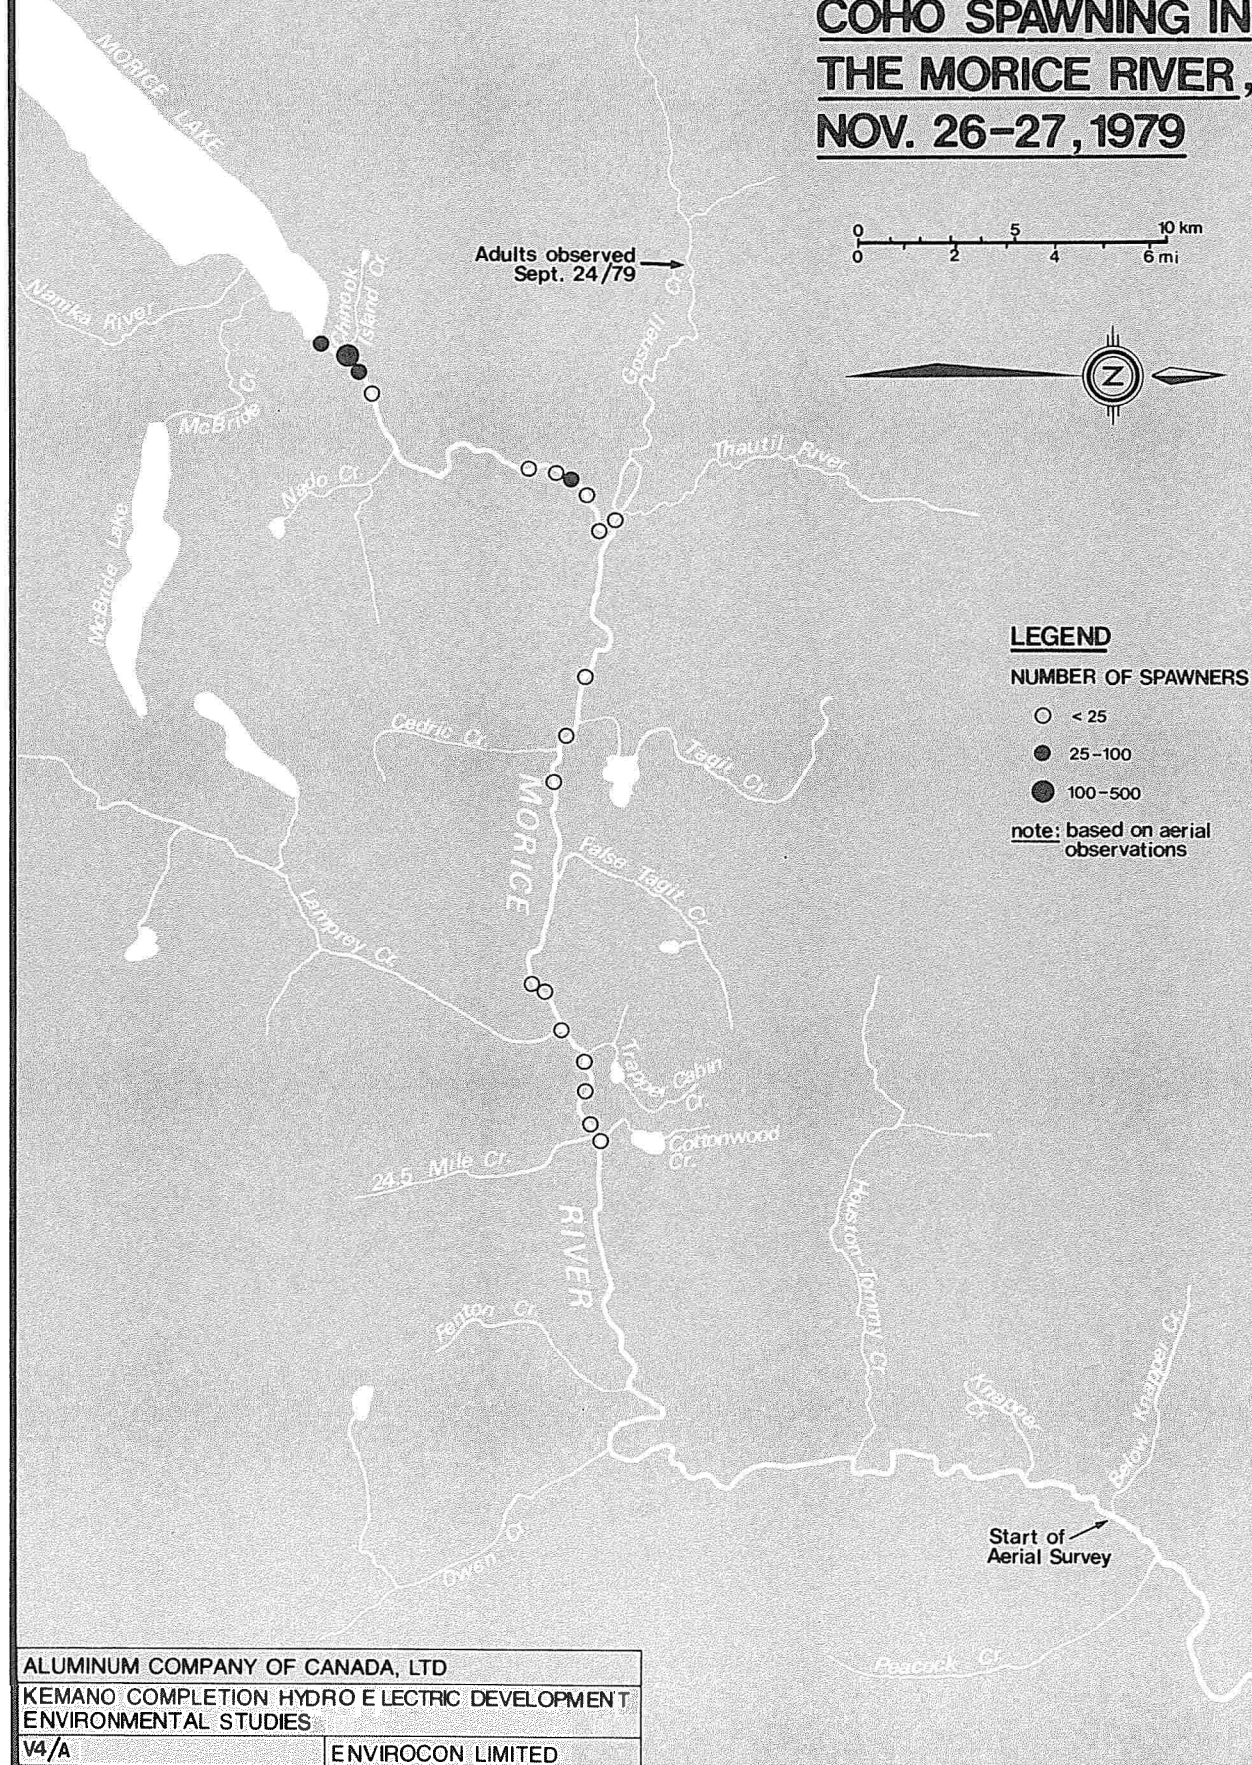 COHO SPAWNING IN
THE MORICE RIVER,
NOV. 26-27, 1979
MORICE LAKE
0 5 10 km
0 2 4 6 mi
Adults observed
Sept. 24/79
Chinook
Island Cr.
Nanika River
Gosnell Cr.
Z
McBride Cr.
Thautil River
Nado Cr.
McBride Lake
LEGEND
NUMBER OF SPAWNERS
< 25
25-100
100-500
note: based on aerial
observations
Cedric Cr.
Tagit Cr.
MORICE
False Tagit Cr.
Lamprey Cr.
Trapper Cabin
Cr.
Cottonwood
Cr.
24.5 Mile Cr.
Houston-Tommy Cr.
RIVER
Fenton Cr.
Knapper
Cr.
Below Knapper Cr.
Start of
Aerial Survey
Owen Cr.
Peacock Cr.
ALUMINUM COMPANY OF CANADA, LTD
KEMANO COMPLETION HYDROELECTRIC DEVELOPMENT
ENVIRONMENTAL STUDIES
V4/A
ENVIROCON LIMITED